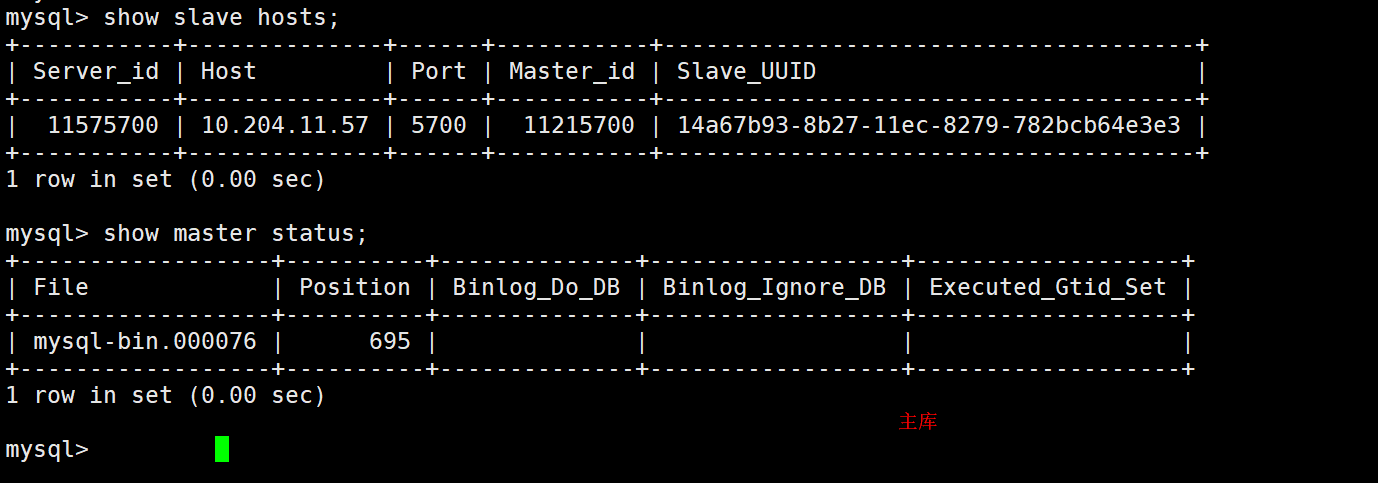 mysql> show slave hosts;
+-----------+--------------+------+-----------+--------------------------------------+
| Server_id | Host         | Port | Master_id | Slave_UUID                           |
+-----------+--------------+------+-----------+--------------------------------------+
|  11575700 | 10.204.11.57 | 5700 |  11215700 | 14a67b93-8b27-11ec-8279-782bcb64e3e3 |
+-----------+--------------+------+-----------+--------------------------------------+
1 row in set (0.00 sec)
mysql> show master status;
+------------------+----------+--------------+------------------+-------------------+
| File             | Position | Binlog_Do_DB | Binlog_Ignore_DB | Executed_Gtid_Set |
+------------------+----------+--------------+------------------+-------------------+
| mysql-bin.000076 |      695 |              |                  |                   |
+------------------+----------+--------------+------------------+-------------------+
1 row in set (0.00 sec)
主库
mysql>